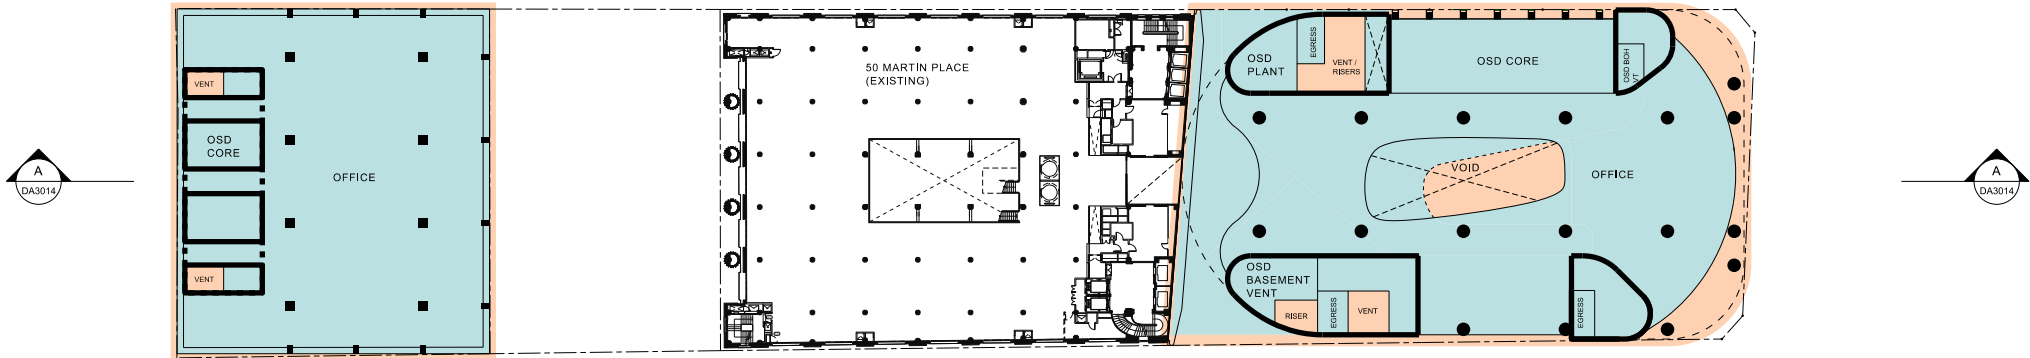 VENT
OSD
CORE
OFFICE
VENT
A
DA3014
50 MARTIN PLACE
(EXISTING)
OSD
PLANT
EGRESS
VENT /
RISERS
OSD CORE
OSD BOH
VT
VOID
OFFICE
OSD
BASEMENT
VENT
RISER
EGRESS
VENT
EGRESS
A
DA3014